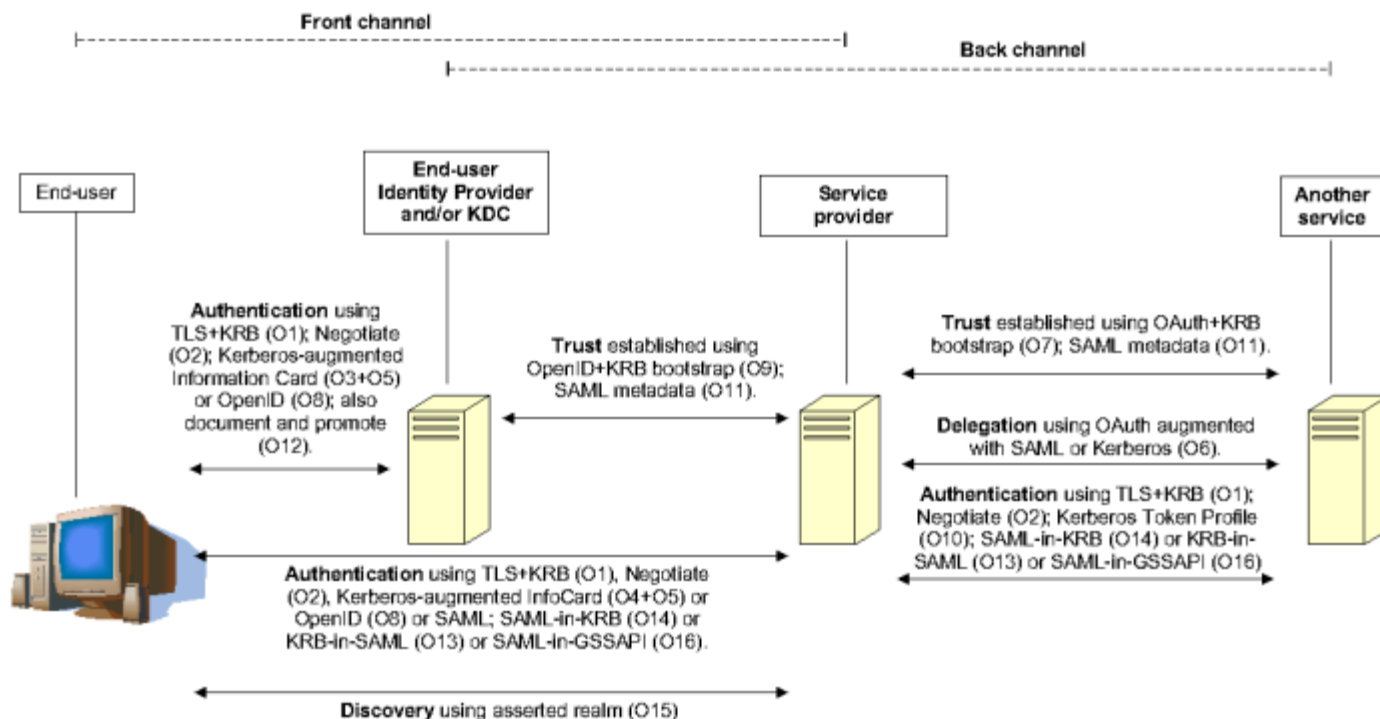 Front channel
Back channel
End-user
End-user
Identity Provider
and/or KDC
Service
provider
Another
service
Authentication using
TLS+KRB (O1); Negotiate
(O2); Kerberos-augmented
Information Card (O3+O5)
or OpenID (O8); also
document and promote
(O12).
Trust established using
OpenID+KRB bootstrap (O9);
SAML metadata (O11).
Trust established using OAuth+KRB
bootstrap (O7); SAML metadata (O11).
Delegation using OAuth augmented
with SAML or Kerberos (O6).
Authentication using TLS+KRB (O1);
Negotiate (O2); Kerberos Token Profile
(O10); SAML-in-KRB (O14) or KRB-in-
SAML (O13) or SAML-in-GSSAPI (O16)
Authentication using TLS+KRB (O1), Negotiate
(O2), Kerberos-augmented InfoCard (O4+O5) or
OpenID (O8) or SAML; SAML-in-KRB (O14) or
KRB-in-SAML (O13) or SAML-in-GSSAPI (O16).
Discovery using asserted realm (O15)